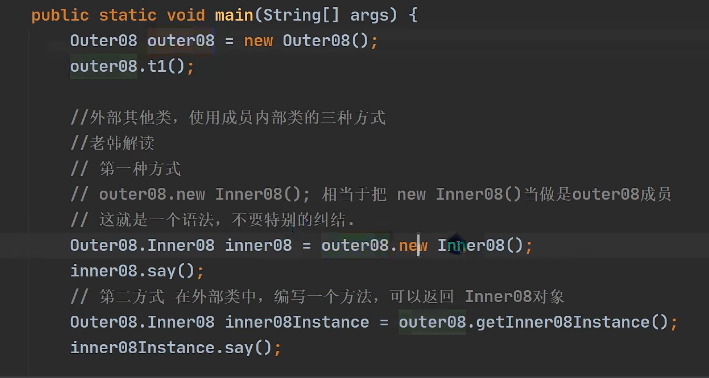 public static void main(String[] args) {
Outer08 outer08 = new Outer08();
outer08.t1();
//外部其他类，使用成员内部类的三种方式
//老韩解读
// 第一种方式
// outer08.new Inner08(); 相当于把 new Inner08()当做是outer08成员
// 这就是一个语法，不要特别的纠结.
Outer08.Inner08 inner08 = outer08.new Inner08();
inner08.say();
// 第二方式 在外部类中，编写一个方法，可以返回 Inner08对象
Outer08.Inner08 inner08Instance = outer08.getInner08Instance();
inner08Instance.say();